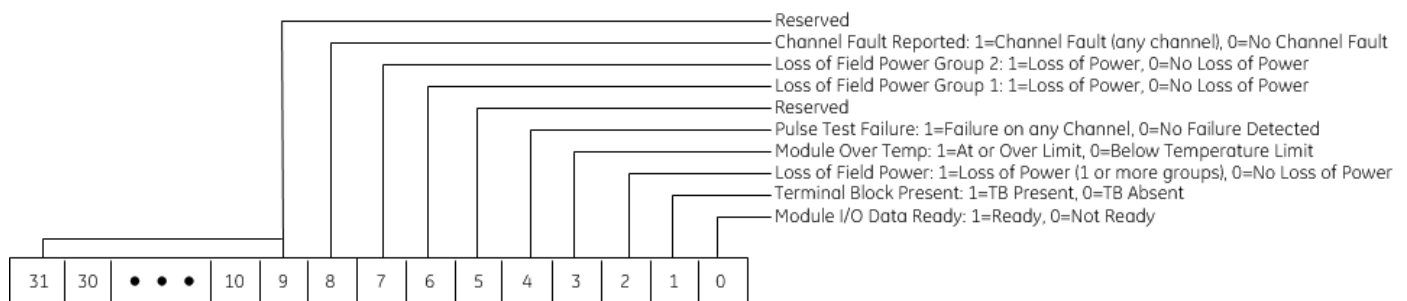 Reserved
Channel Fault Reported: 1=Channel Fault (any channel), 0=No Channel Fault
Loss of Field Power Group 2: 1=Loss of Power, 0=No Loss of Power
Loss of Field Power Group 1: 1=Loss of Power, 0=No Loss of Power
Reserved
Pulse Test Failure: 1=Failure on any Channel, 0=No Failure Detected
Module Over Temp: 1=At or Over Limit, 0=Below Temperature Limit
Loss of Field Power: 1=Loss of Power (1 or more groups), 0=No Loss of Power
Terminal Block Present: 1=TB Present, 0=TB Absent
Module I/O Data Ready: 1=Ready, 0=Not Ready
31 30 • • • 10 9 8 7 6 5 4 3 2 1 0